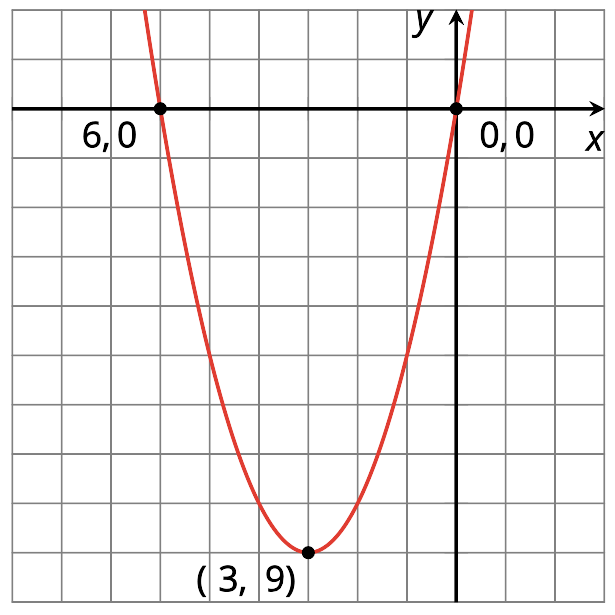 y
6, 0
0, 0
x
( 3, 9)